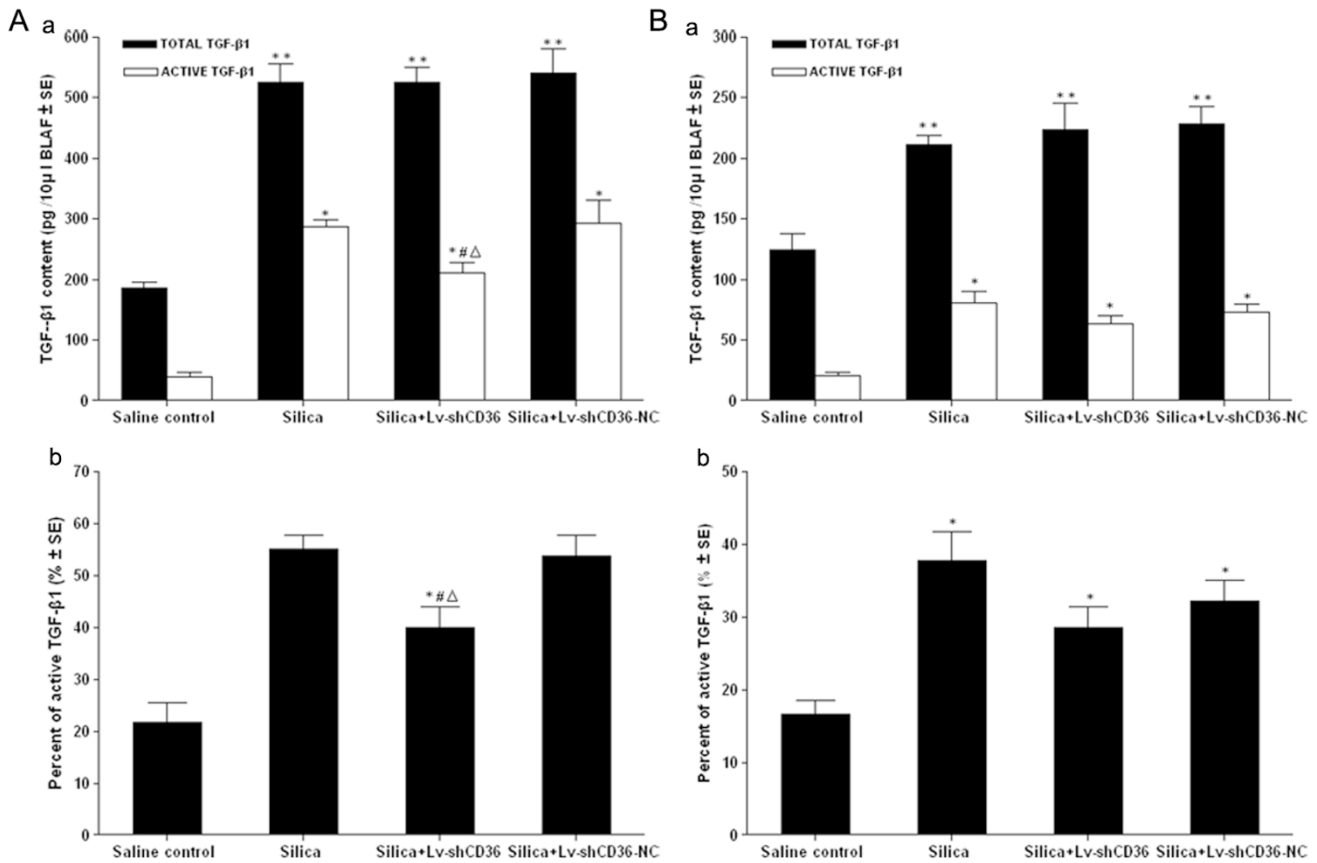 A
a
TGF--β1 content (pg /10μ l BLAF ± SE)
600
500
400
300
200
100
0
TOTAL TGF-β1
ACTIVE TGF-β1
* *
*
* *
*#△
* *
*
Saline control
Silica
Silica+Lv-shCD36
Silica+Lv-shCD36-NC
B
a
TGF--β1 content (pg /10μ l BLAF ± SE)
300
250
200
150
100
50
0
TOTAL TGF-β1
ACTIVE TGF-β1
* *
*
* *
*
* *
*
Saline control
Silica
Silica+Lv-shCD36
Silica+Lv-shCD36-NC
b
Percent of active TGF-β1 (% ± SE)
70
60
50
40
30
20
10
0
*#△
Saline control
Silica
Silica+Lv-shCD36
Silica+Lv-shCD36-NC
b
Percent of active TGF-β1 (% ± SE)
50
40
30
20
10
0
*
*
*
Saline control
Silica
Silica+Lv-shCD36
Silica+Lv-shCD36-NC